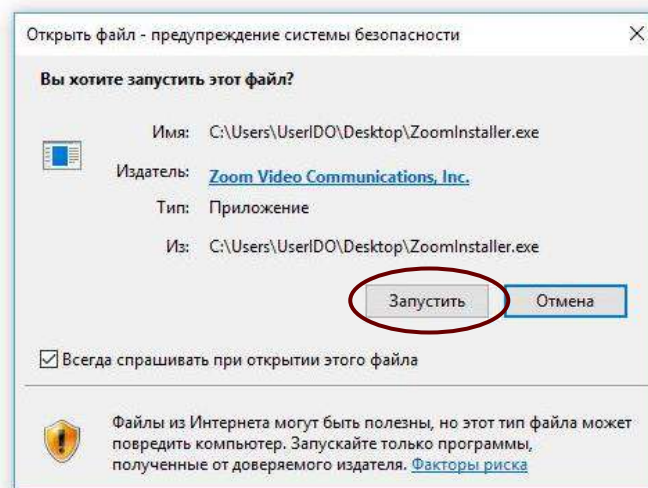 Открыть файл - предупреждение системы безопасности
Вы хотите запустить этот файл?
Имя: C:\Users\UserIDO\Desktop\ZoomInstaller.exe
Издатель: Zoom Video Communications, Inc.
Тип: Приложение
Из: C:\Users\UserIDO\Desktop\ZoomInstaller.exe
Запустить Отмена
Всегда спрашивать при открытии этого файла
Файлы из Интернета могут быть полезны, но этот тип файла может
повредить компьютер. Запускайте только программы,
полученные от доверяемого издателя. Факторы риска